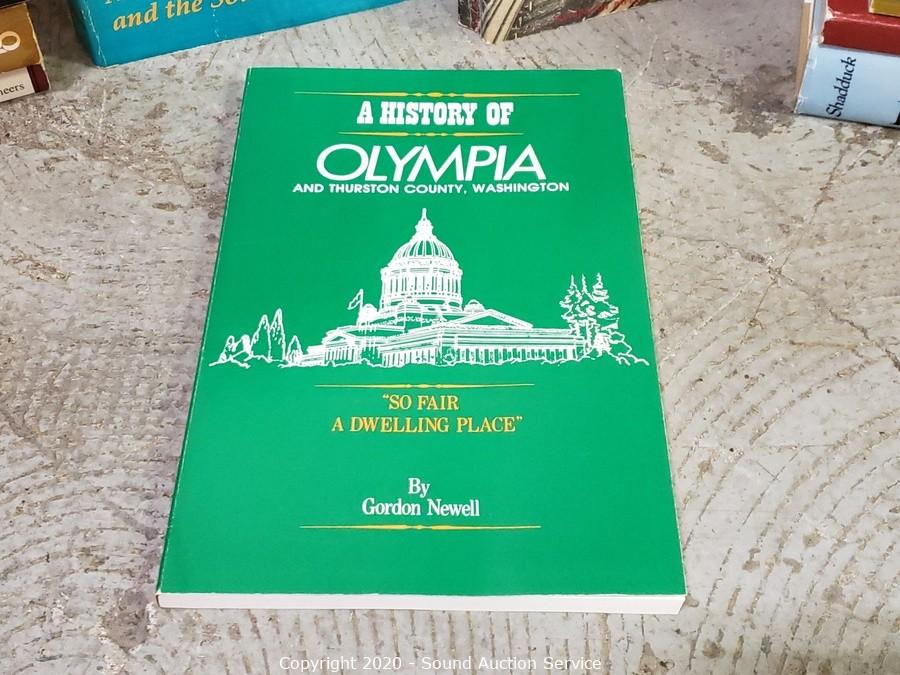 and the So
neers
Shadduck
A HISTORY OF
OLYMPIA
AND THURSTON COUNTY, WASHINGTON
"SO FAIR
A DWELLING PLACE"
By
Gordon Newell
Copyright 2020 - Sound Auction Service